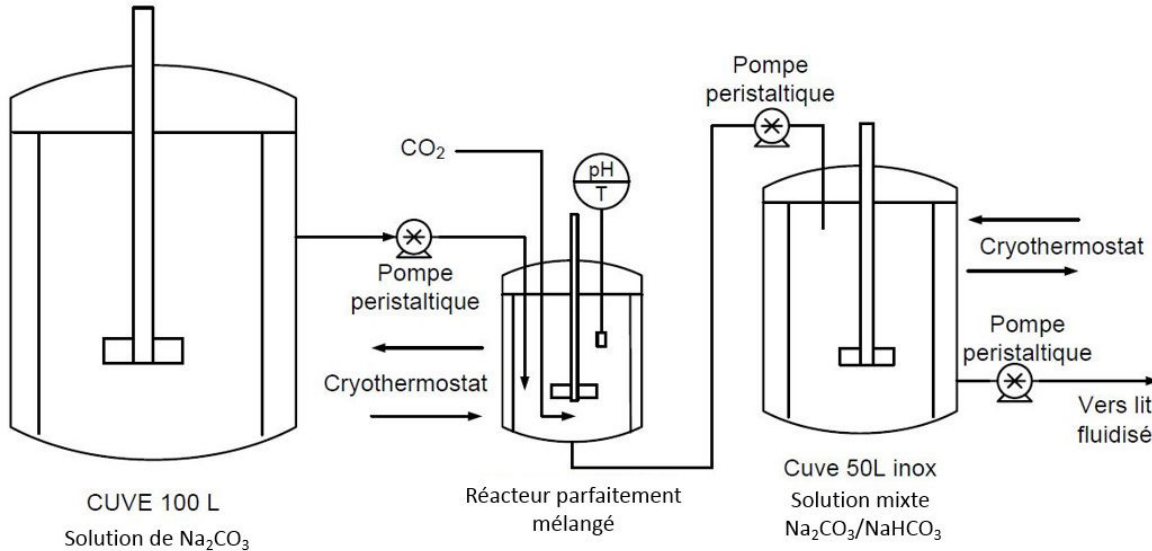 Pompe
peristaltique
CO₂
pH
T
Cryothermostat
Pompe
peristaltique
Pompe
peristaltique
Cryothermostat
Vers lit
fluidisé
CUVE 100 L
Solution de Na₂CO₃
Réacteur parfaitement
mélangé
Cuve 50L inox
Solution mixte
Na₂CO₃/NaHCO₃